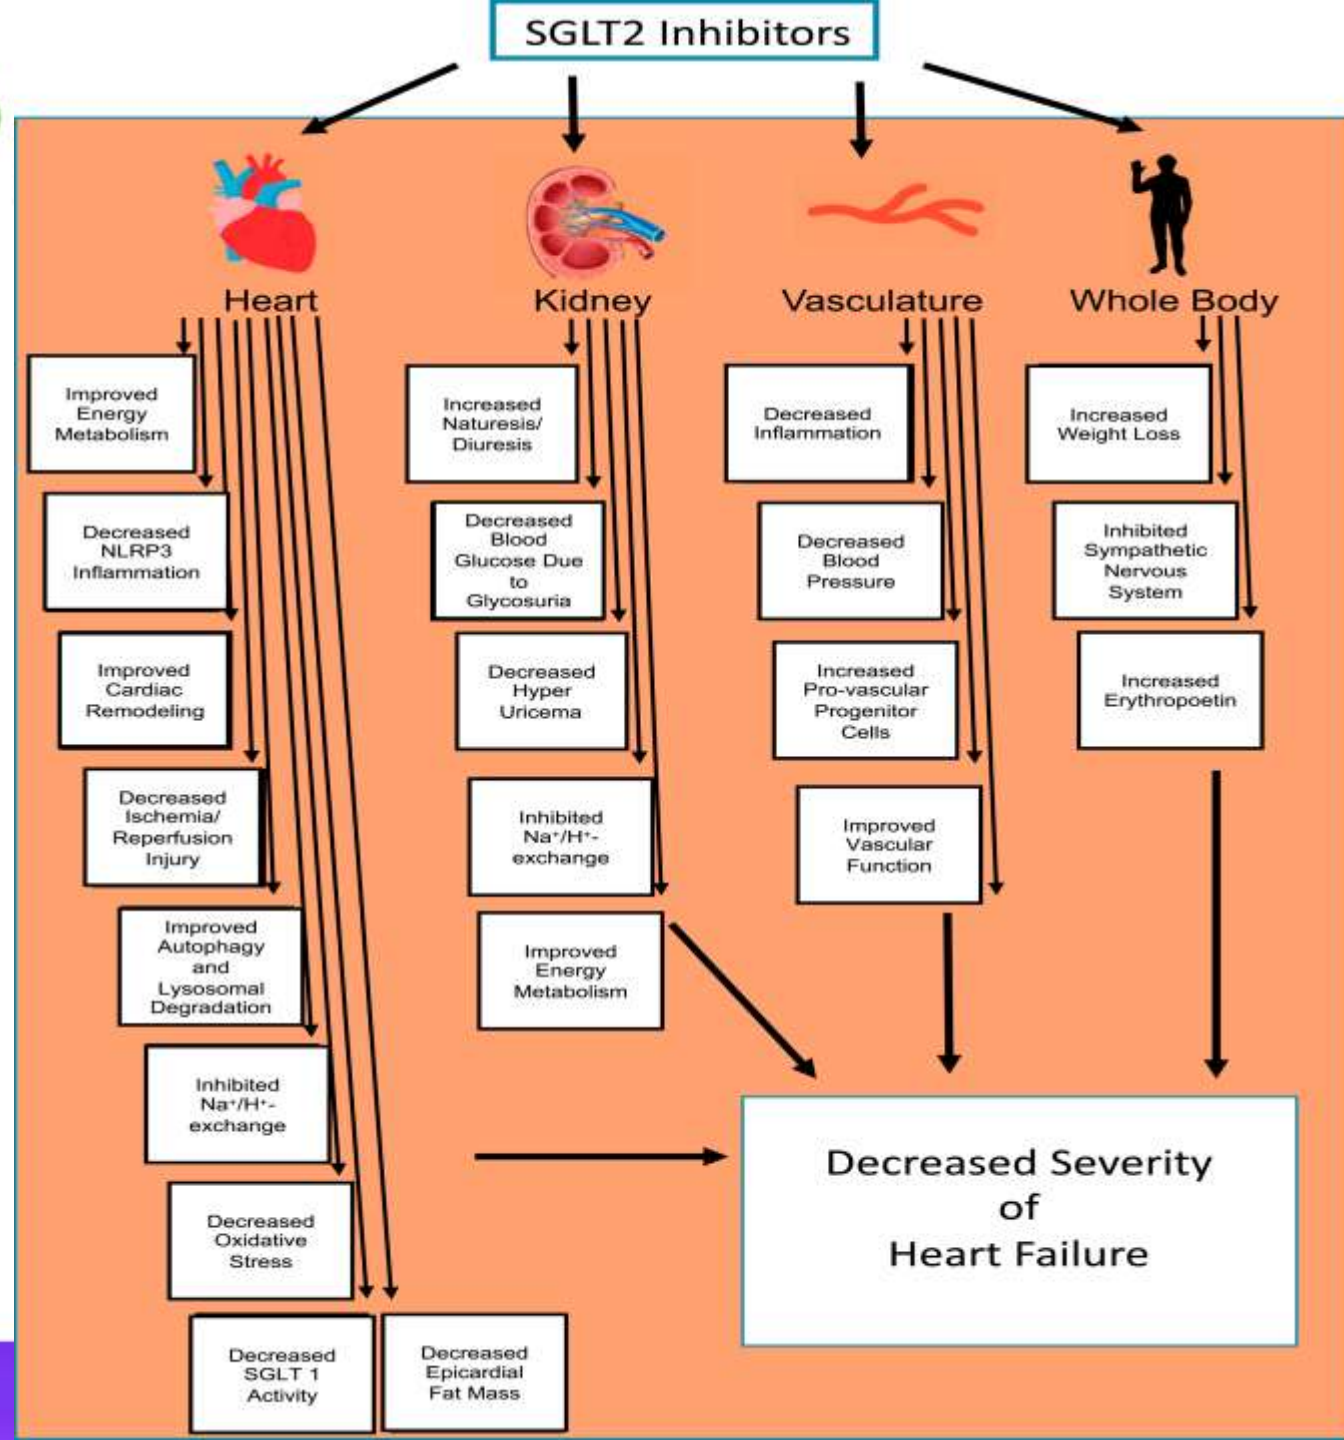 SGLT2 Inhibitors
Heart
Improved
Energy
Metabolism
Decreased
NLRP3
Inflammation
Improved
Cardiac
Remodeling
Decreased
Ischemia/
Reperfusion
Injury
Improved
Autophagy
and
Lysosomal
Degradation
Inhibited
Na⁺/H⁺-
exchange
Decreased
Oxidative
Stress
Decreased
SGLT 1
Activity
Decreased
Epicardial
Fat Mass
Kidney
Increased
Naturesis/
Diuresis
Decreased
Blood
Glucose Due
to
Glycosuria
Decreased
Hyper
Uricema
Inhibited
Na⁺/H⁺-
exchange
Improved
Energy
Metabolism
Vasculature
Decreased
Inflammation
Decreased
Blood
Pressure
Increased
Pro-vascular
Progenitor
Cells
Improved
Vascular
Function
Whole Body
Increased
Weight Loss
Inhibited
Sympathetic
Nervous
System
Increased
Erythropoetin
Decreased Severity
of
Heart Failure